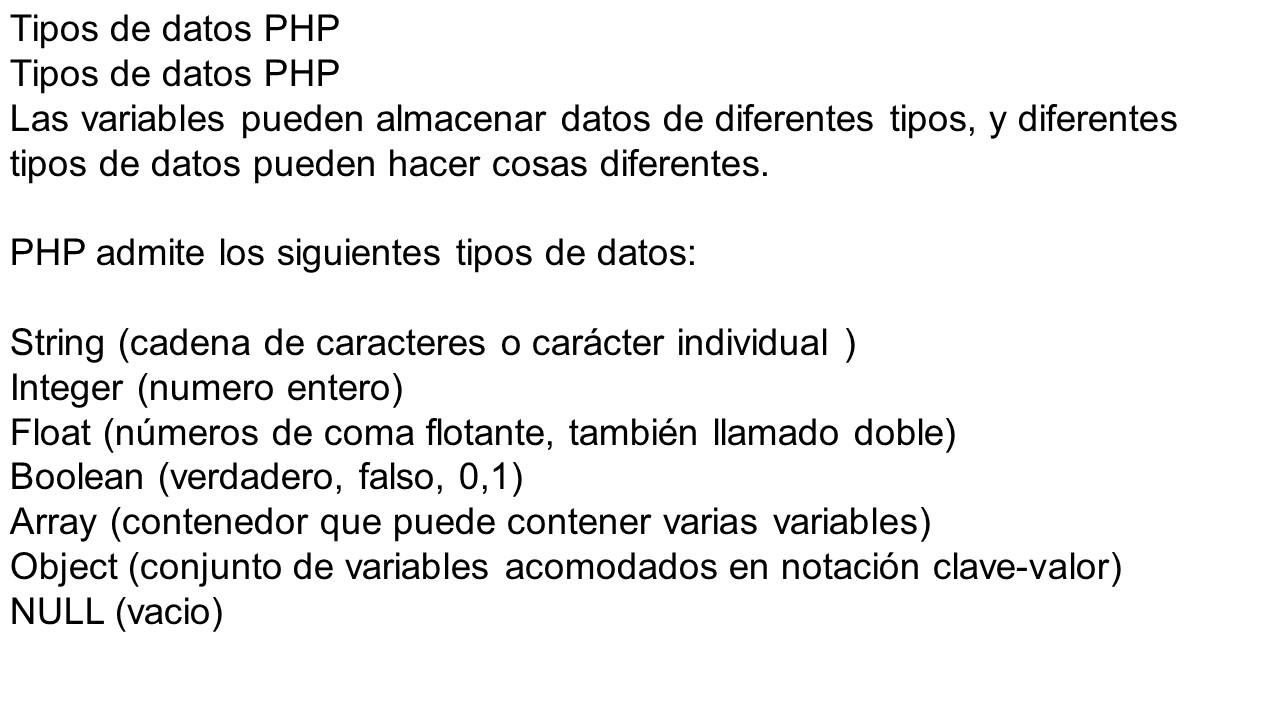 Tipos de datos PHP
Tipos de datos PHP
Las variables pueden almacenar datos de diferentes tipos, y diferentes
tipos de datos pueden hacer cosas diferentes.

PHP admite los siguientes tipos de datos:

String (cadena de caracteres o carácter individual )
Integer (numero entero)
Float (números de coma flotante, también llamado doble)
Boolean (verdadero, falso, 0,1)
Array (contenedor que puede contener varias variables)
Object (conjunto de variables acomodados en notación clave-valor)
NULL (vacio)